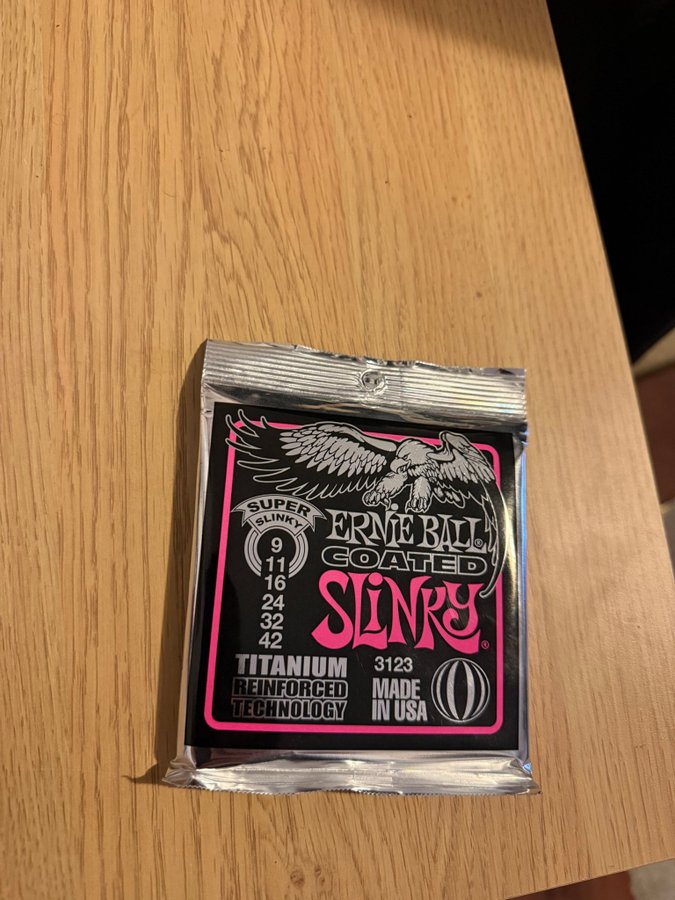 SUPER
SLINKY
9
11
16
24
32
42
ERNIE BALL®
COATED
SLINKY®
TITANIUM
REINFORCED
TECHNOLOGY
3123
MADE
IN USA